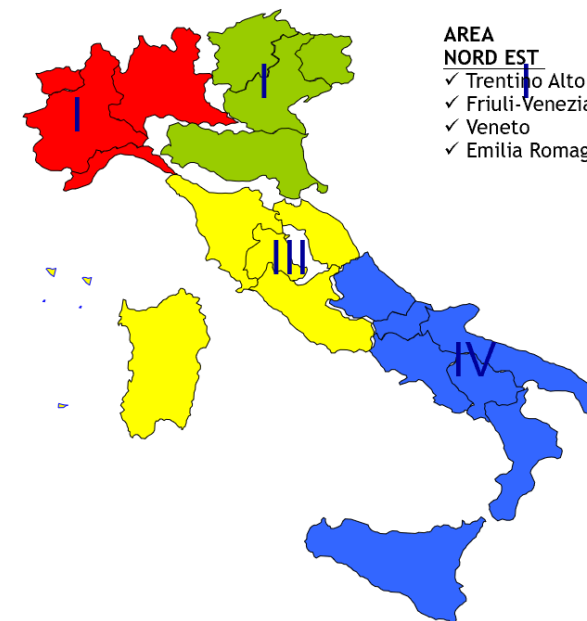 AREA
NORD EST
✓ Trentino Alto
✓ Friuli-Venezia
✓ Veneto
✓ Emilia Romag
I
I
I
III
IV